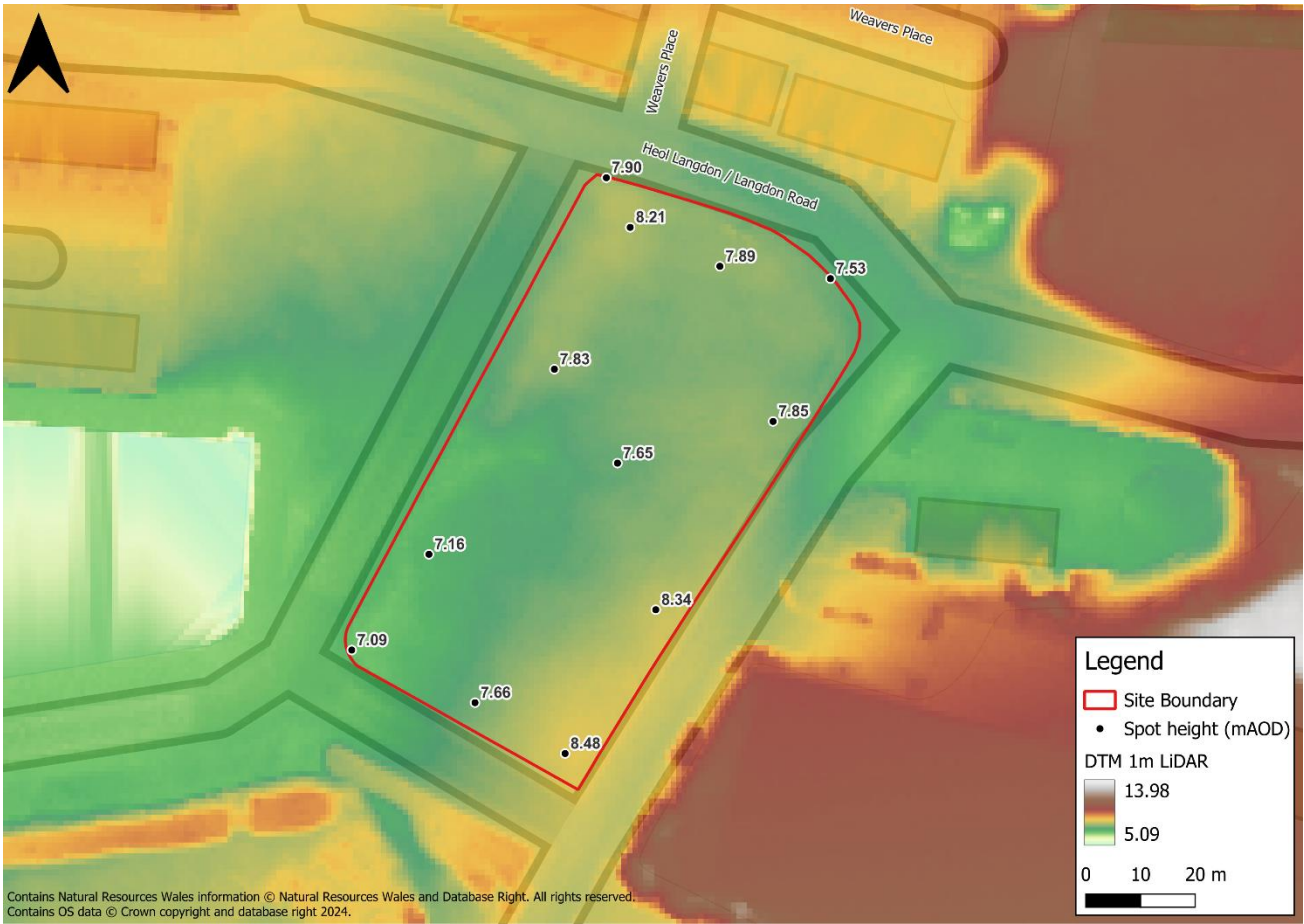 Weavers Place
Weavers Place
Heol Langdon / Langdon Road
7.90
8.21
7.89
7.53
7.83
7.85
7.65
7.16
8.34
7.09
7.66
8.48
Legend
Site Boundary
Spot height (mAOD)
DTM 1m LiDAR
13.98
5.09
0 10 20 m
Contains Natural Resources Wales information © Natural Resources Wales and Database Right. All rights reserved.
Contains OS data © Crown copyright and database right 2024.